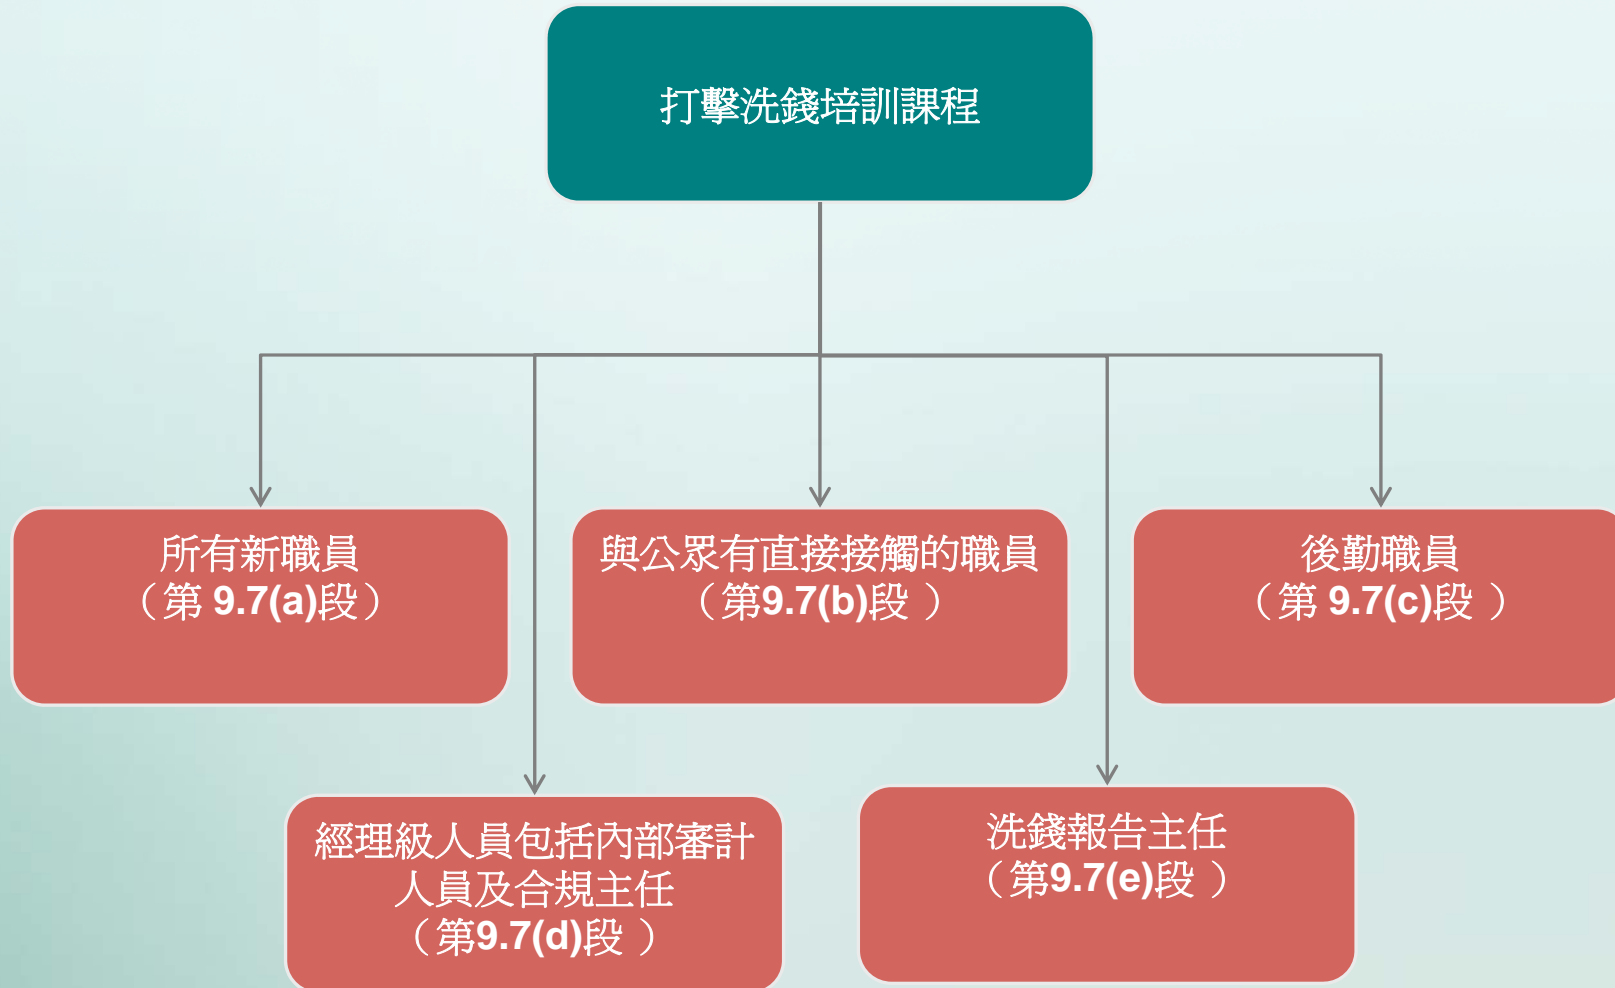 打擊洗錢培訓課程
所有新職員
（第 9.7(a)段）
與公眾有直接接觸的職員
（第9.7(b)段 ）
後勤職員
（第 9.7(c)段 ）
經理級人員包括內部審計
人員及合規主任
（第9.7(d)段 ）
洗錢報告主任
（第9.7(e)段 ）